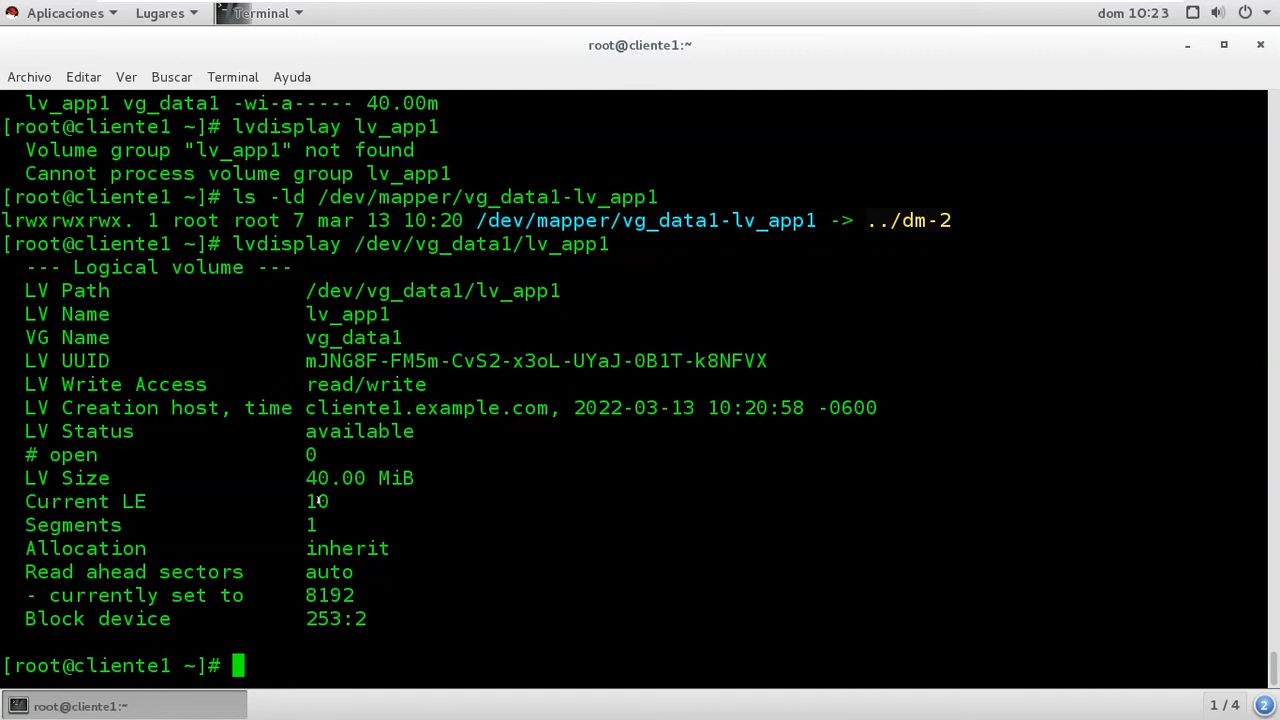 Aplicaciones Lugares Terminal dom 10:23
root@cliente1:~
Archivo Editar Ver Buscar Terminal Ayuda
lv_app1 vg_data1 -wi-a----- 40.00m
[root@cliente1 ~]# lvdisplay lv_app1
Volume group "lv_app1" not found
Cannot process volume group lv_app1
[root@cliente1 ~]# ls -ld /dev/mapper/vg_data1-lv_app1
lrwxrwxrwx. 1 root root 7 mar 13 10:20 /dev/mapper/vg_data1-lv_app1 -> ../dm-2
[root@cliente1 ~]# lvdisplay /dev/vg_data1/lv_app1
--- Logical volume ---
LV Path /dev/vg_data1/lv_app1
LV Name lv_app1
VG Name vg_data1
LV UUID mJNG8F-FM5m-CvS2-x3oL-UYaJ-0B1T-k8NFVX
LV Write Access read/write
LV Creation host, time cliente1.example.com, 2022-03-13 10:20:58 -0600
LV Status available
# open 0
LV Size 40.00 MiB
Current LE 10
Segments 1
Allocation inherit
Read ahead sectors auto
- currently set to 8192
Block device 253:2
[root@cliente1 ~]#
root@cliente1:~ 1 / 4 2